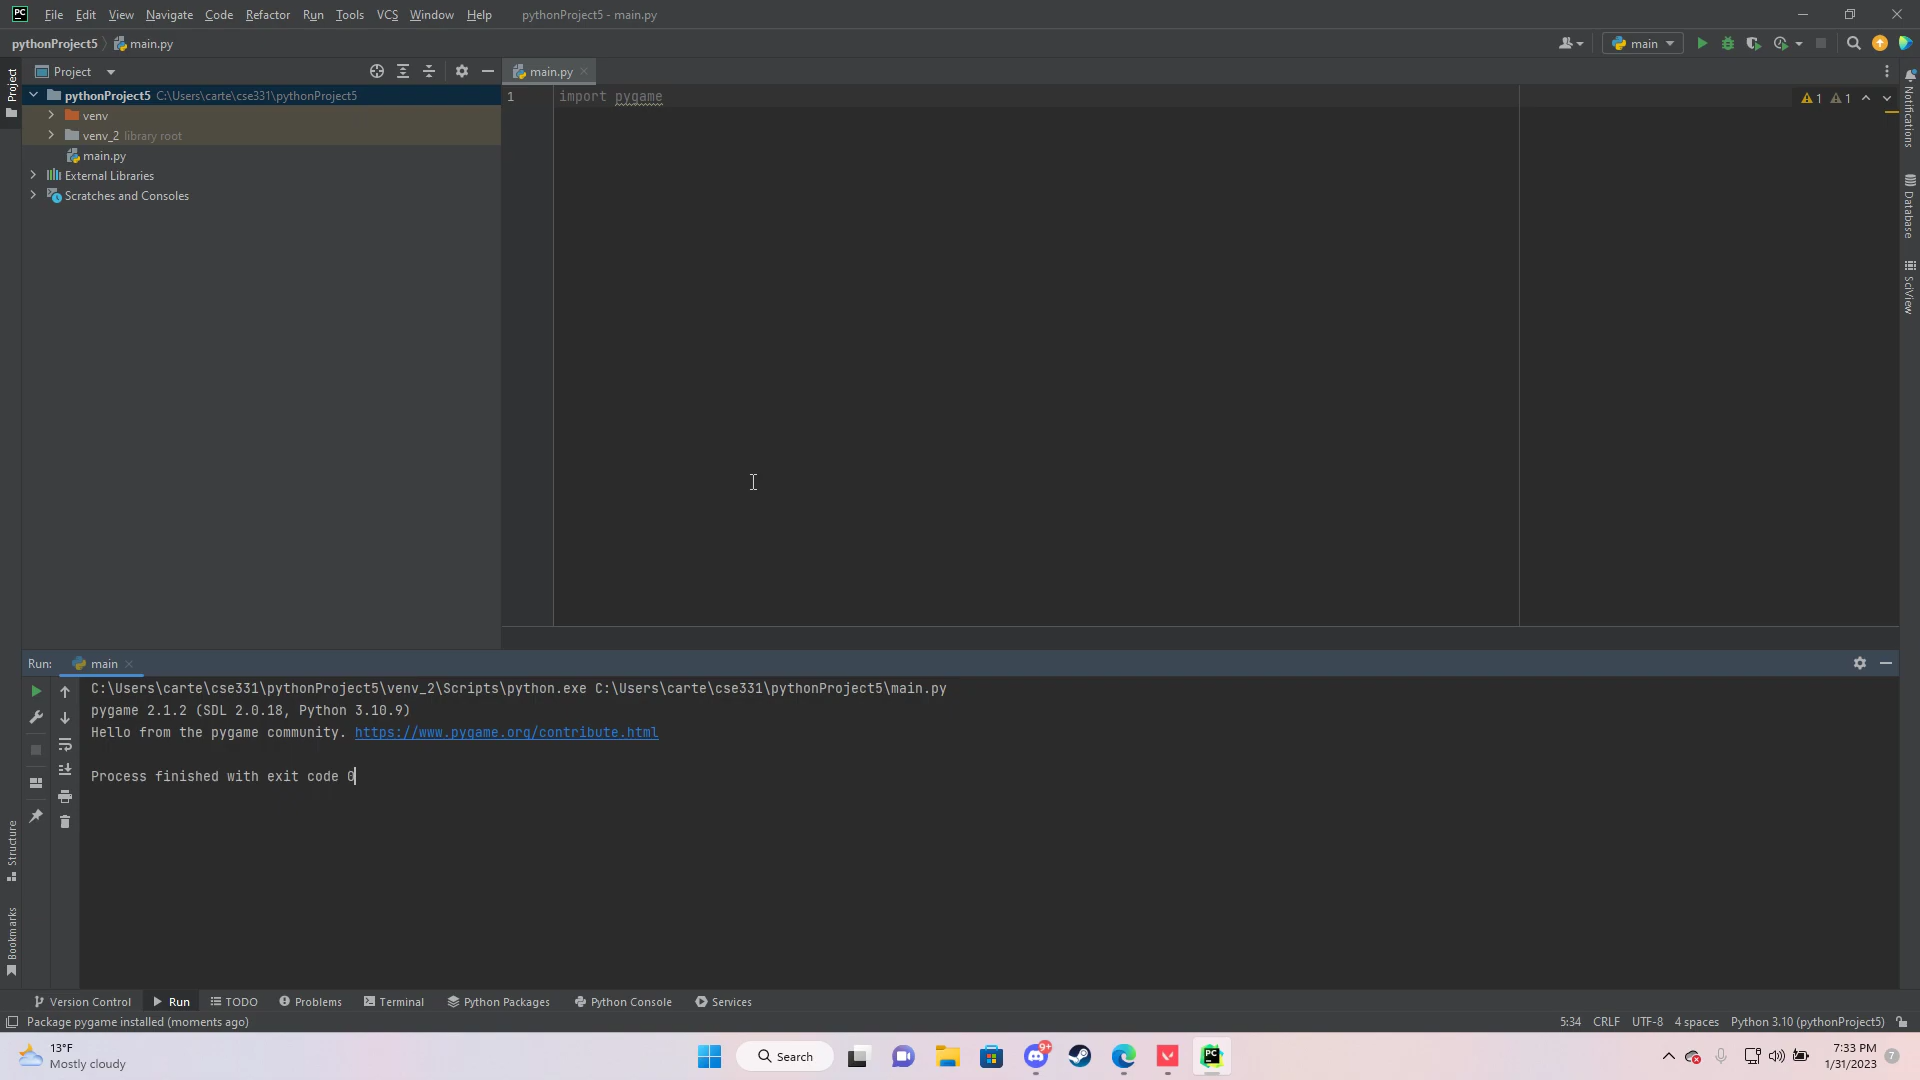 PC File Edit View Navigate Code Refactor Run Tools VCS Window Help pythonProject5 - main.py
pythonProject5 main.py main
Project
main.py
pythonProject5 C:\Users\carte\cse331\pythonProject5
1 import pygame
1 1
venv
venv_2 library root
main.py
External Libraries
Scratches and Consoles
Project
Structure
Bookmarks
Notifications
Database
SciView
Run: main
C:\Users\carte\cse331\pythonProject5\venv_2\Scripts\python.exe C:\Users\carte\cse331\pythonProject5\main.py
pygame 2.1.2 (SDL 2.0.18, Python 3.10.9)
Hello from the pygame community. https://www.pygame.org/contribute.html
Process finished with exit code 0
Version Control Run TODO Problems Terminal Python Packages Python Console Services
Package pygame installed (moments ago) 5:34 CRLF UTF-8 4 spaces Python 3.10 (pythonProject5)
13°F
Mostly cloudy
Search
9+
PC
7:33 PM
1/31/2023
7